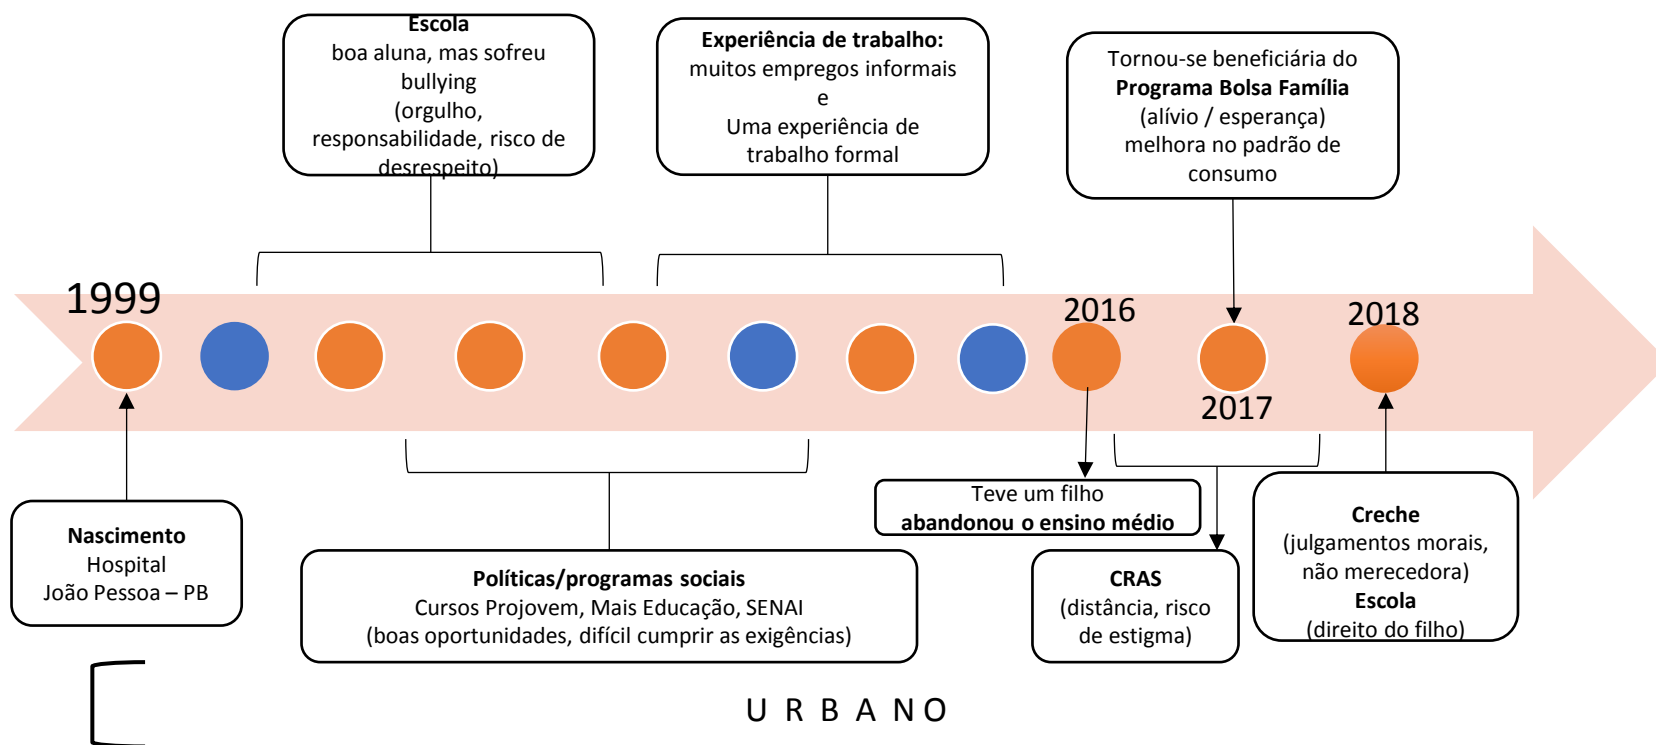 Escola
boa aluna, mas sofreu
bullying
(orgulho,
responsabilidade, risco de
desrespeito)
Experiência de trabalho:
muitos empregos informais
e
Uma experiência de
trabalho formal
Tornou-se beneficiária do
Programa Bolsa Família
(alívio / esperança)
melhora no padrão de
consumo
1999
2016
2017
2018
Nascimento
Hospital
João Pessoa – PB
Políticas/programas sociais
Cursos Projovem, Mais Educação, SENAI
(boas oportunidades, difícil cumprir as exigências)
Teve um filho
abandonou o ensino médio
CRAS
(distância, risco
de estigma)
Creche
(julgamentos morais,
não merecedora)
Escola
(direito do filho)
URBANO